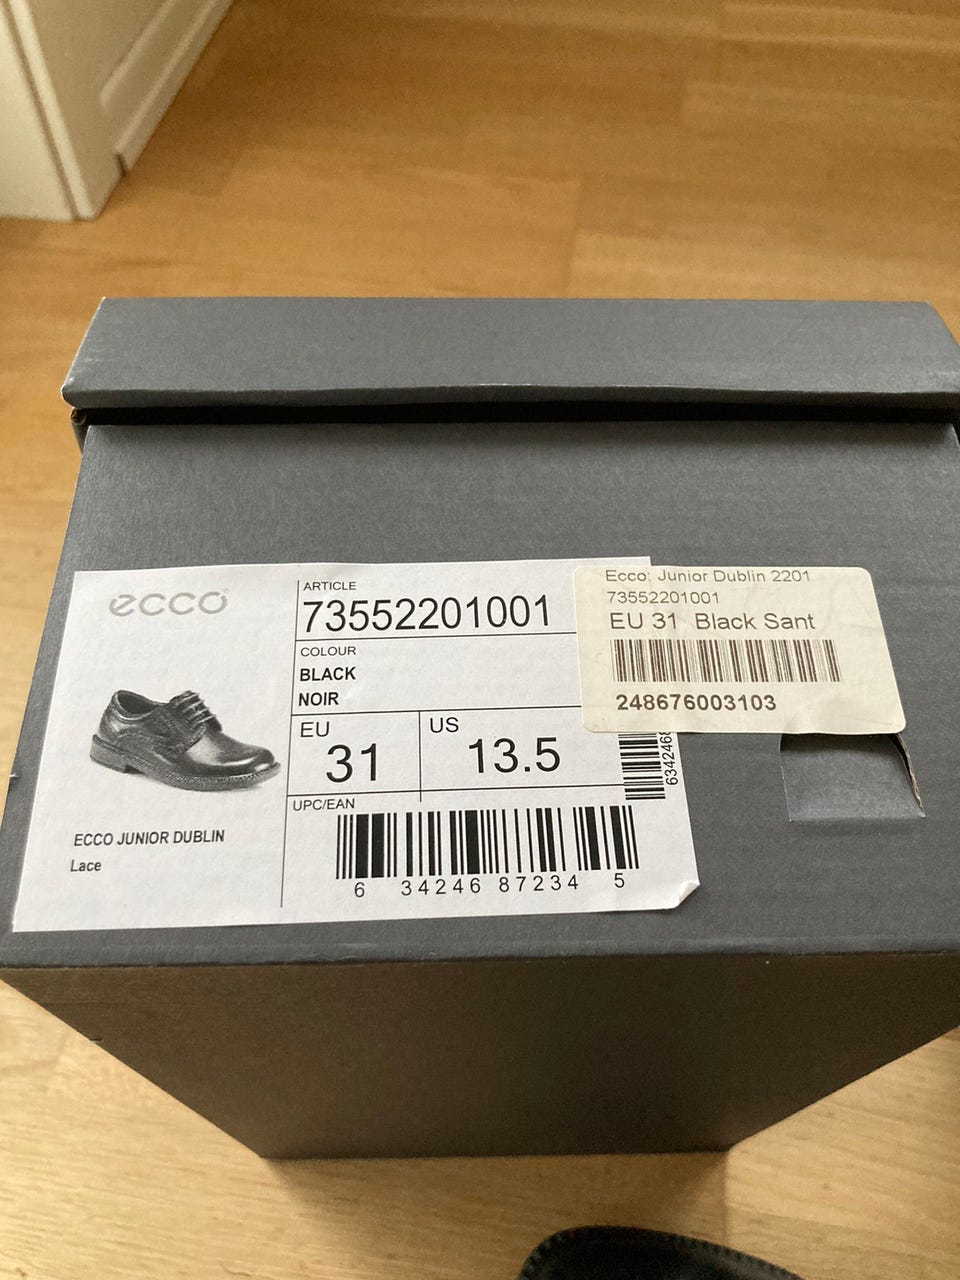 ecco
ARTICLE
73552201001
COLOUR
BLACK
NOIR
EU
31
US
13.5
UPC/EAN
6 34246 87234 5
ECCO JUNIOR DUBLIN
Lace
Ecco; Junior Dublin 2201
73552201001
EU 31 Black Sant
248676003103